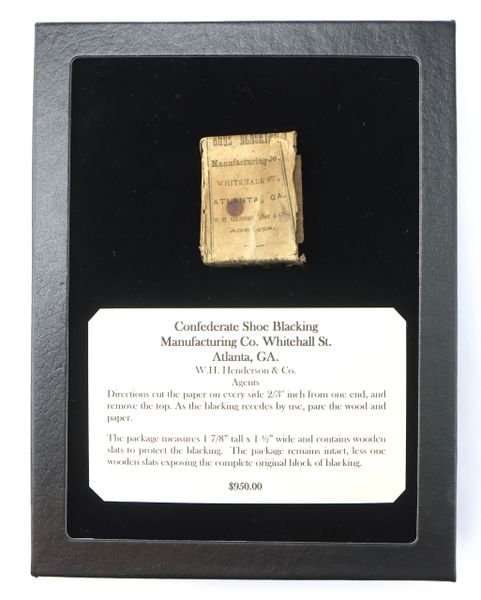 SHOE BLACKING
Manufacturing Co.
WHITEHALL ST.,
ATLANTA, GA.
W.H. HENDERSON & CO.
AGENTS.
Confederate Shoe Blacking
Manufacturing Co. Whitehall St.
Atlanta, GA.
W.H. Henderson & Co.
Agents
Directions cut the paper on every side 2/3" inch from one end, and
remove the top. As the blacking recedes by use, pare the wood and
paper.
The package measures 1 7/8" tall x 1 ½" wide and contains wooden
slats to protect the blacking. The package remains intact, less one
wooden slats exposing the complete original block of blacking.
$950.00